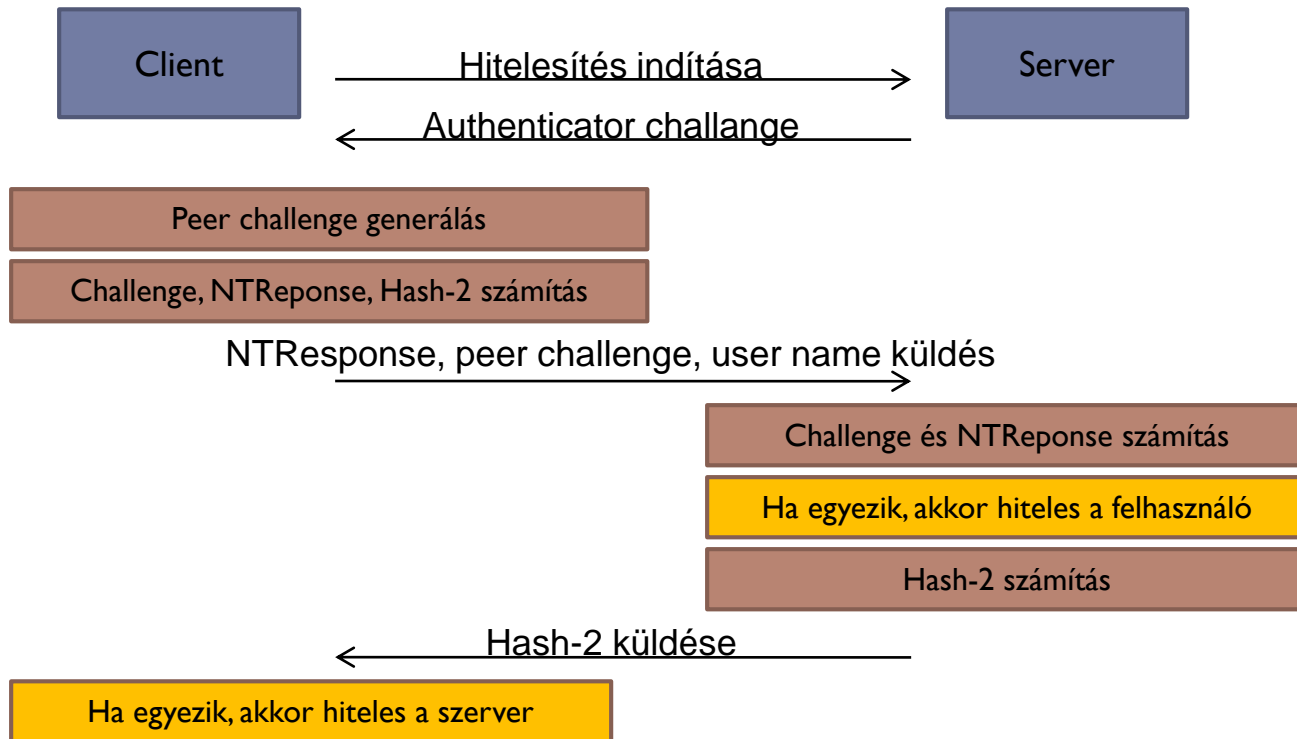 Client
Hitelesítés indítása
Server
Authenticator challange
Peer challenge generálás
Challenge, NTReponse, Hash-2 számítás
NTResponse, peer challenge, user name küldés
Challenge és NTReponse számítás
Ha egyezik, akkor hiteles a felhasználó
Hash-2 számítás
Hash-2 küldése
Ha egyezik, akkor hiteles a szerver